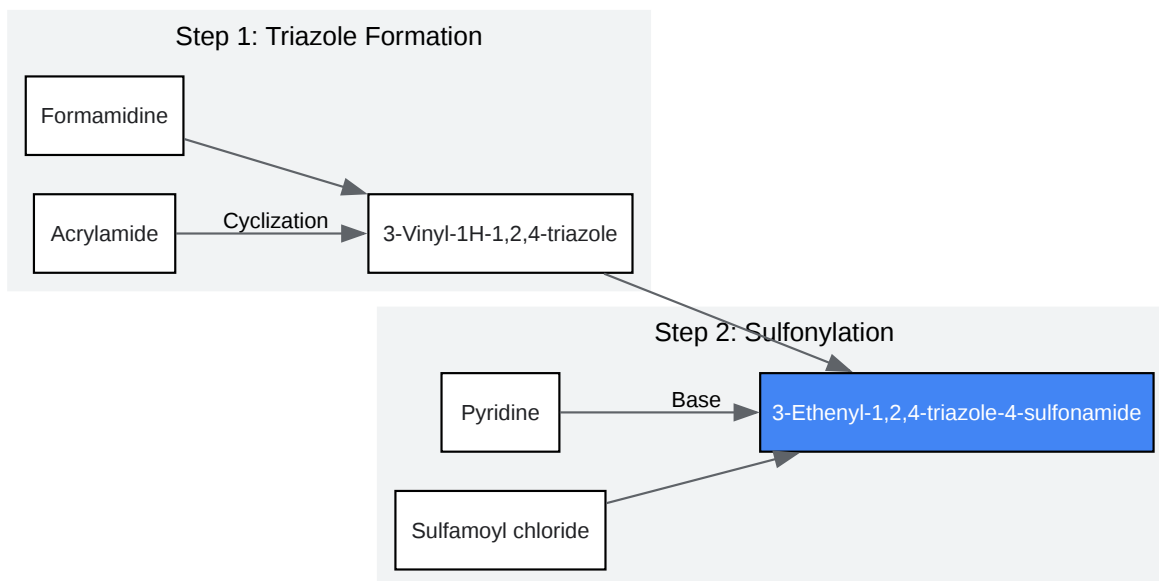 Step 1: Triazole Formation
Formamidine
Acrylamide
Cyclization
3-Vinyl-1H-1,2,4-triazole
Step 2: Sulfonylation
Pyridine
Base
3-Ethenyl-1,2,4-triazole-4-sulfonamide
Sulfamoyl chloride